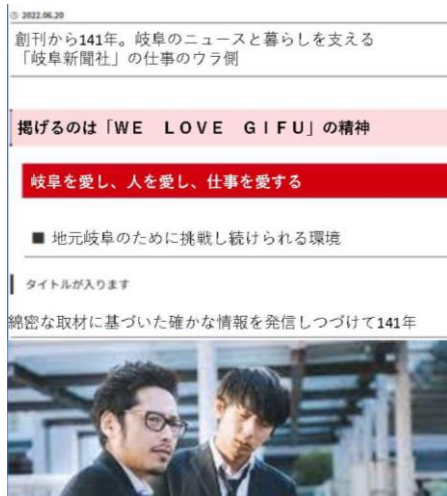 2022.06.20
創刊から141年。岐阜のニュースと暮らしを支える
「岐阜新聞社」の仕事のウラ側
掲げるのは「WE LOVE GIFU」の精神
岐阜を愛し、人を愛し、仕事を愛する
■ 地元岐阜のために挑戦し続けられる環境
タイトルが入ります
綿密な取材に基づいた確かな情報を発信しつづけて141年